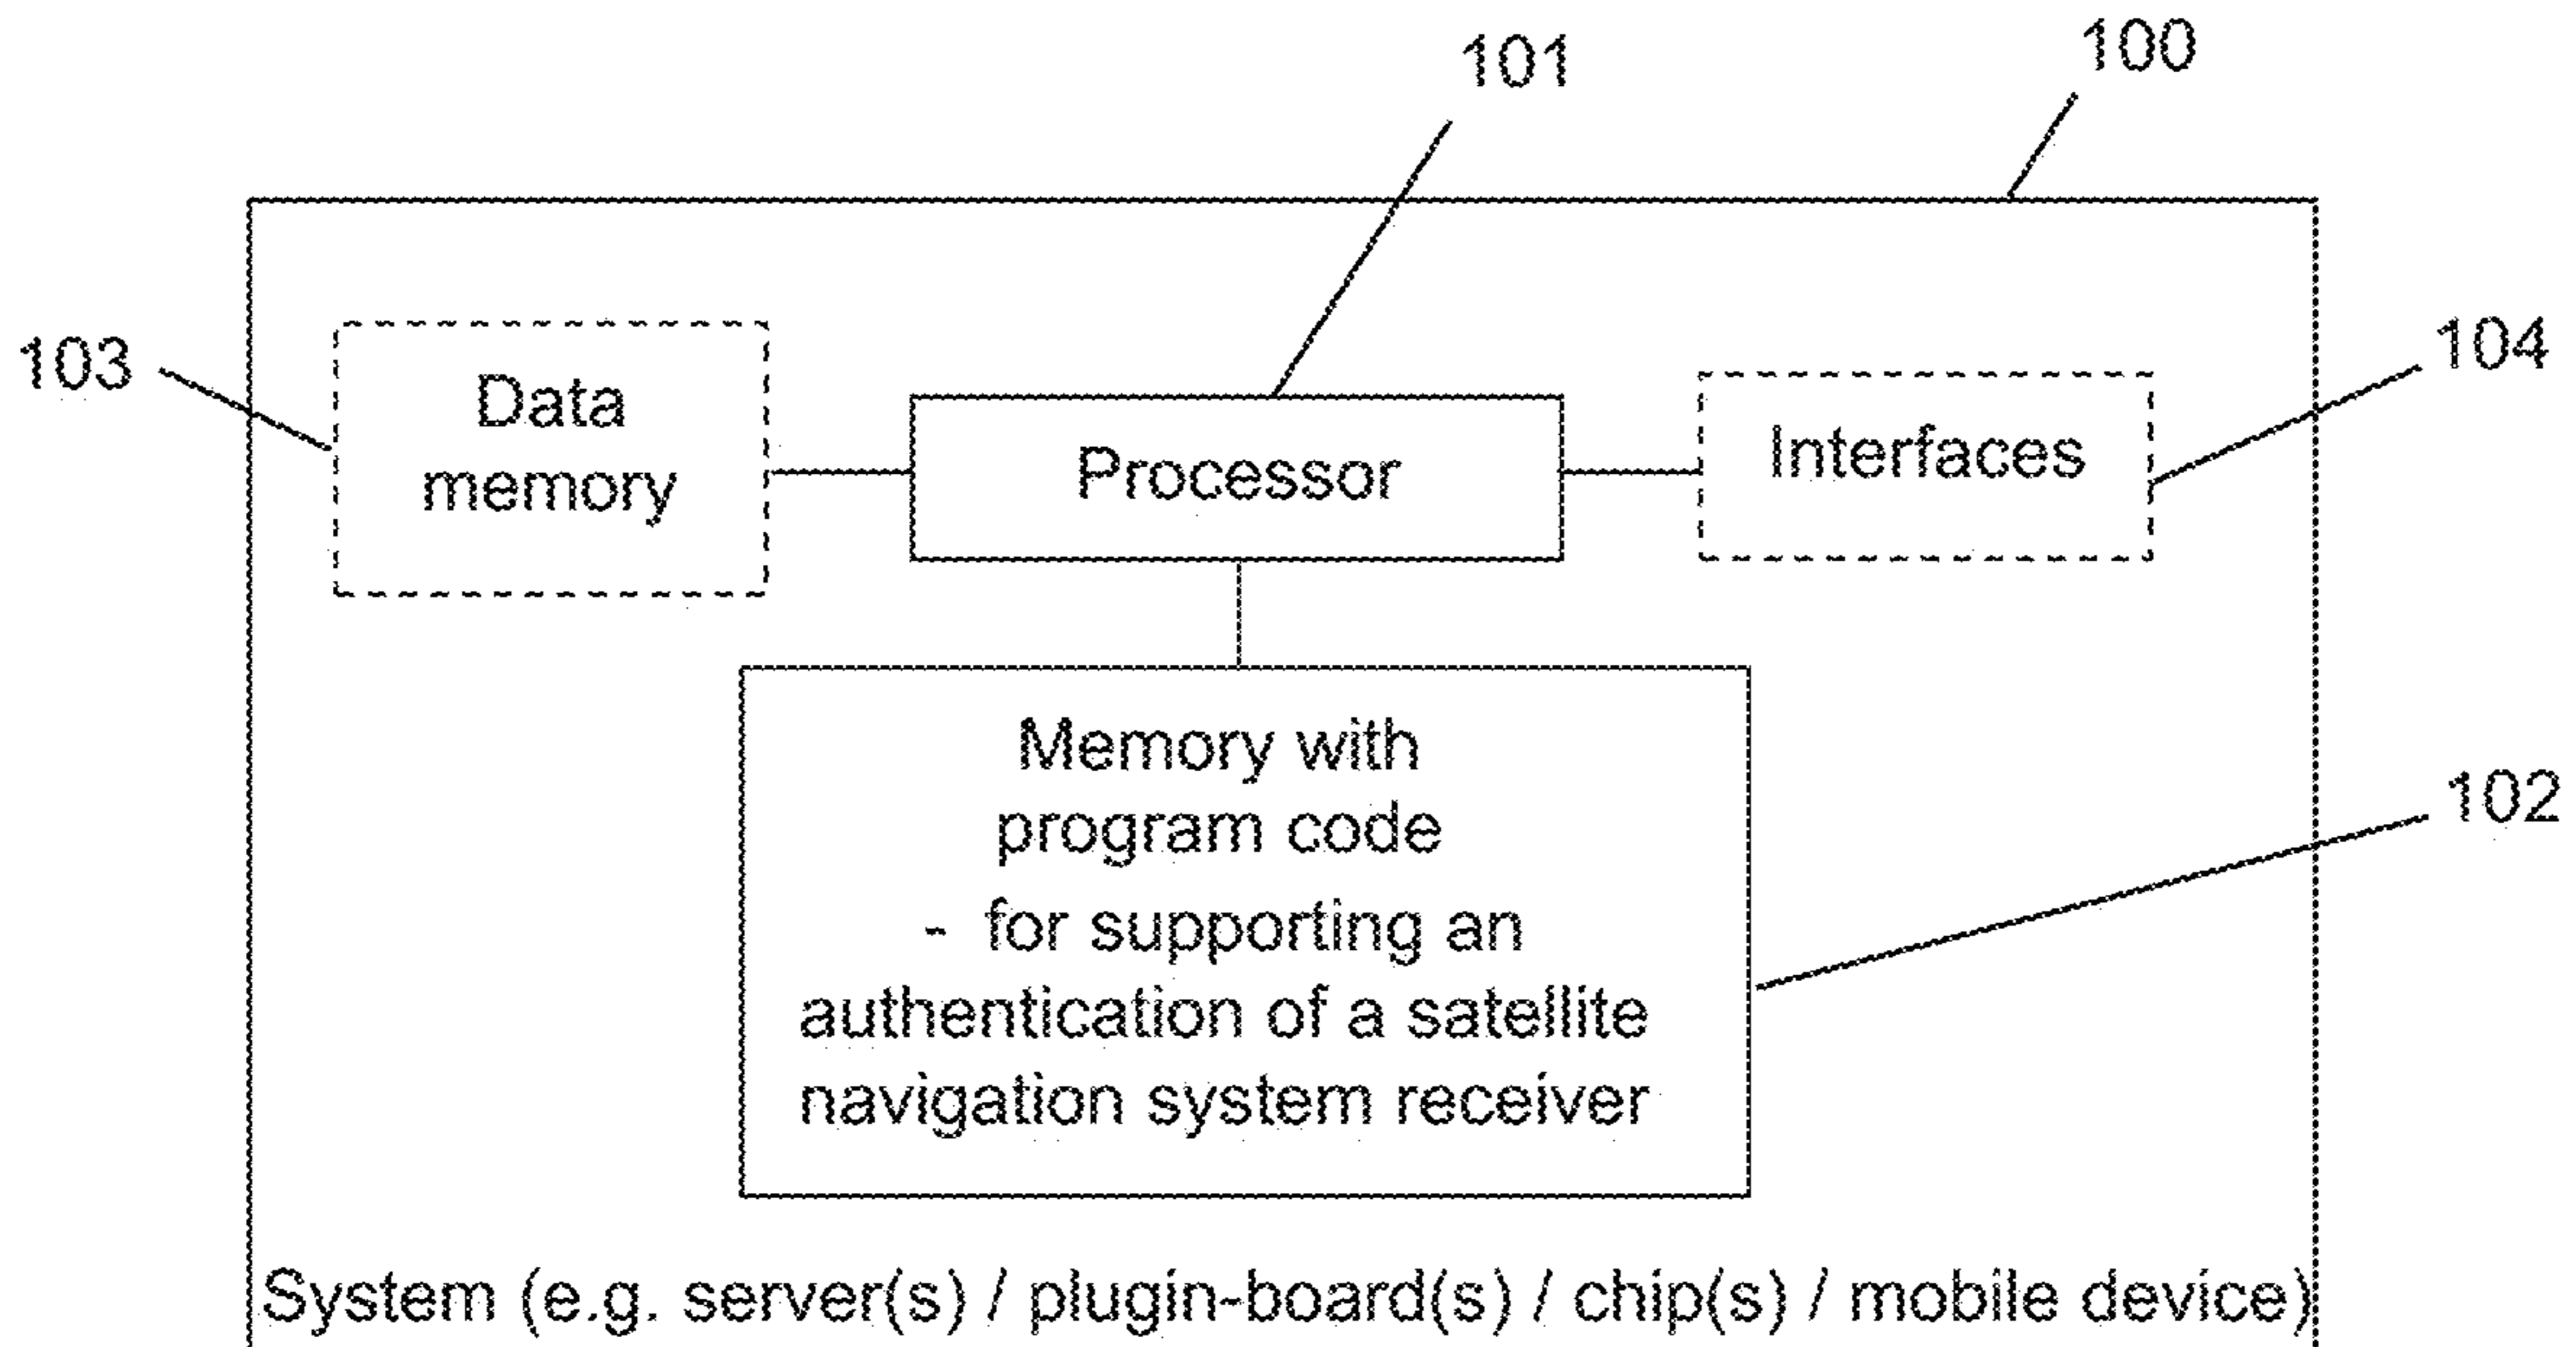 101
100
103
Data
memory
Processor
Interfaces
104
Memory with
program code
- for supporting an
authentication of a satellite
navigation system receiver
102
System (e.g. server(s) / plugin-board(s) / chip(s) / mobile device)